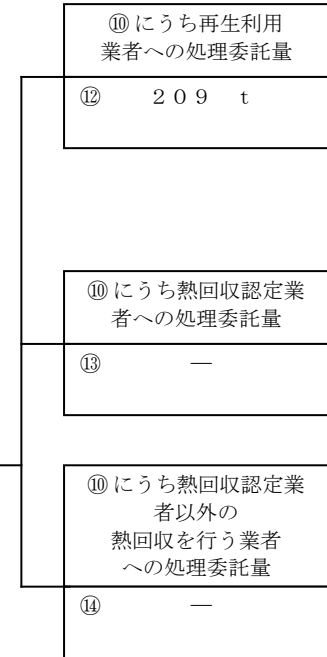 ⑩にうち再生利用
業者への処理委託量
⑫ ２０９ ｔ
⑩にうち熱回収認定業
者への処理委託量
⑬ ―
⑩にうち熱回収認定業
者以外の
熱回収を行う業者
への処理委託量
⑭ ―